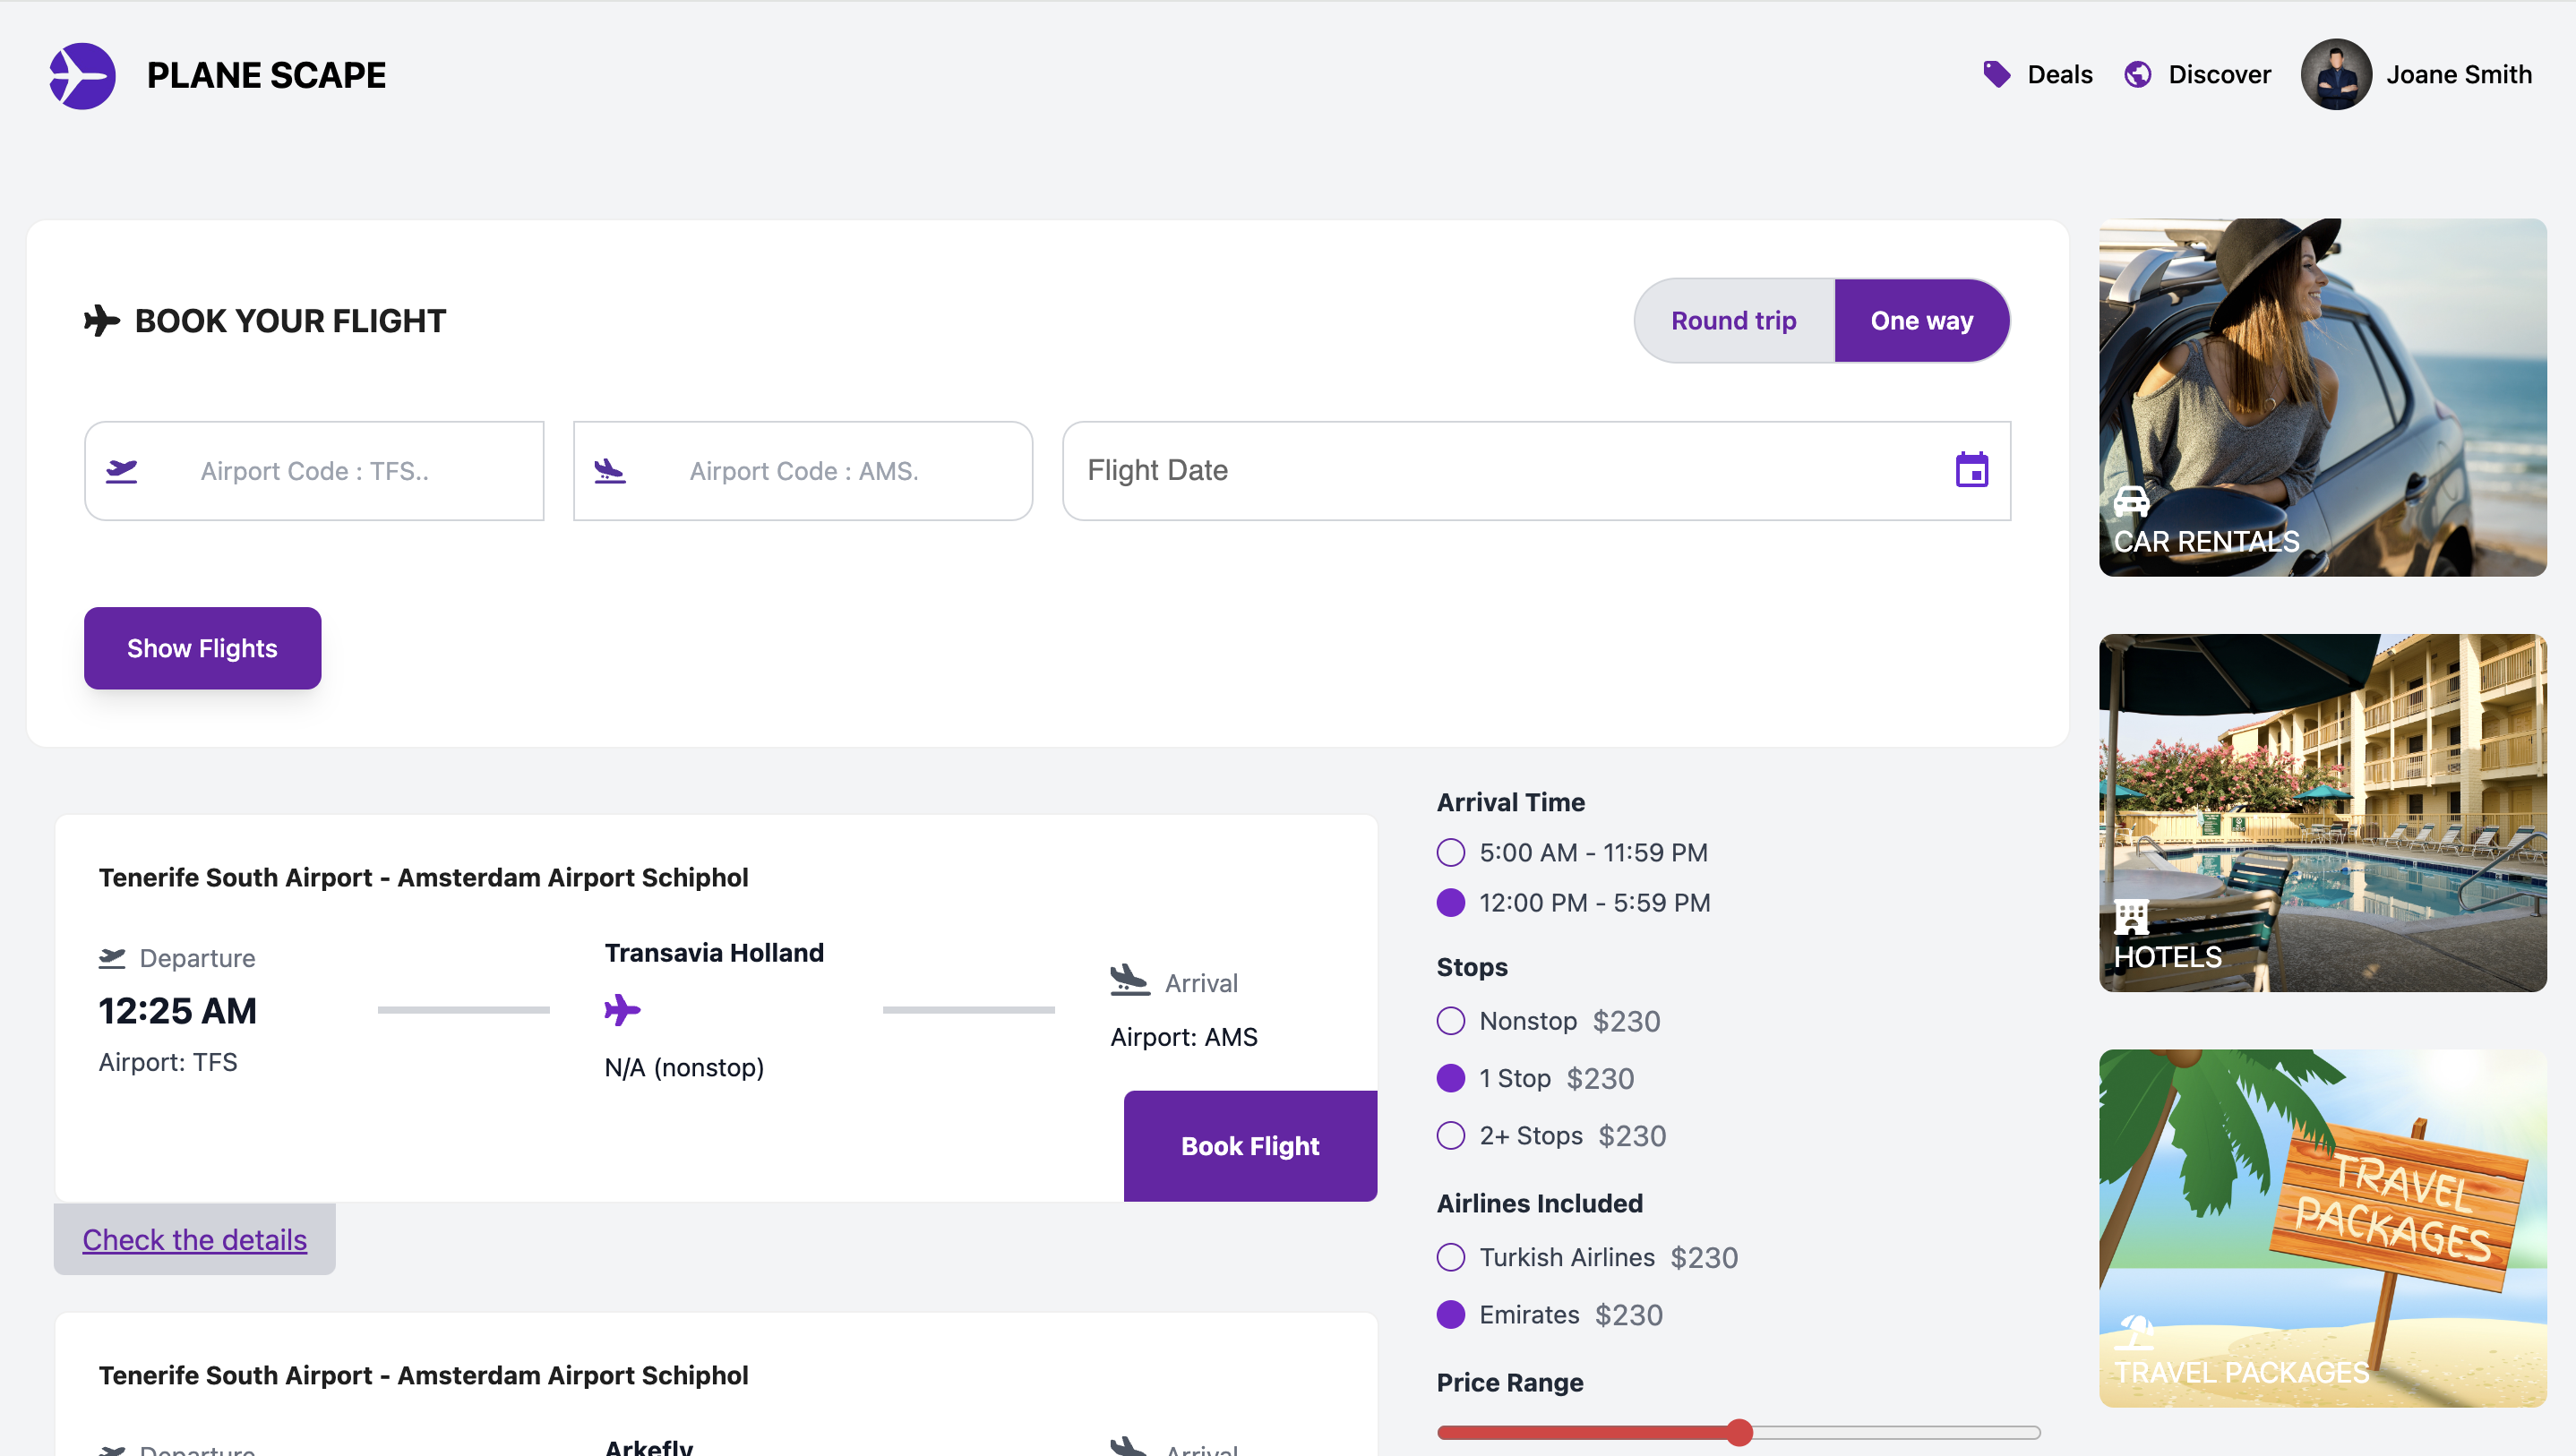 PLANE SCAPE
Deals
Discover
Joane Smith
BOOK YOUR FLIGHT
Round trip
One way
Airport Code : TFS..
Airport Code : AMS.
Flight Date
Show Flights
CAR RENTALS
HOTELS
TRAVEL
PACKAGES
TRAVEL PACKAGES
Tenerife South Airport - Amsterdam Airport Schiphol
Departure
12:25 AM
Airport: TFS
Transavia Holland
N/A (nonstop)
Arrival
Airport: AMS
Book Flight
Check the details
Tenerife South Airport - Amsterdam Airport Schiphol
Departure
Arkefly
Arrival
Arrival Time
5:00 AM - 11:59 PM
12:00 PM - 5:59 PM
Stops
Nonstop $230
1 Stop $230
2+ Stops $230
Airlines Included
Turkish Airlines $230
Emirates $230
Price Range